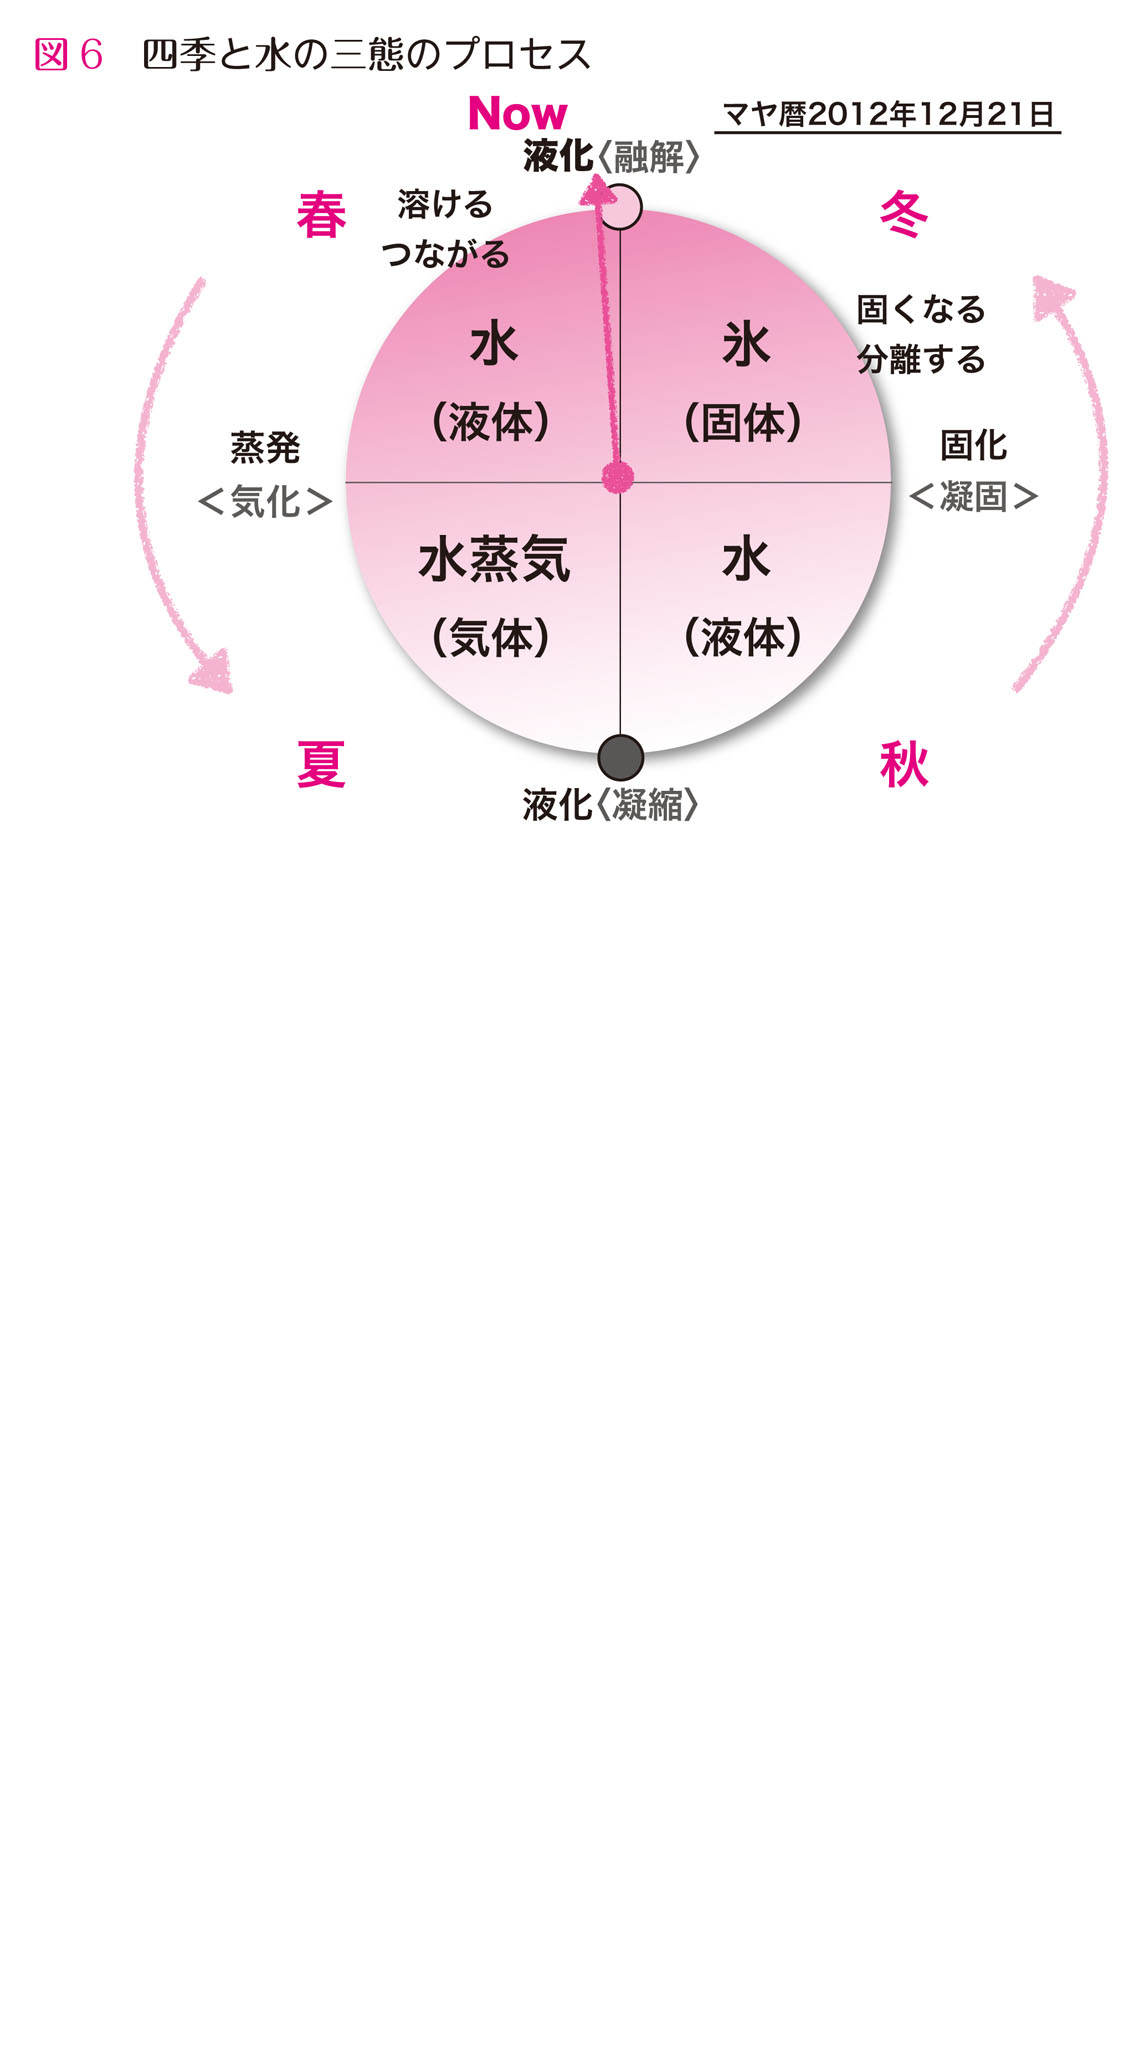 図6 四季と水の三態のプロセス
Now
マヤ暦2012年12月21日
液化〈融解〉
春
溶ける
つながる
冬
固くなる
分離する
水
（液体）
氷
（固体）
蒸発
＜気化＞
固化
＜凝固＞
水蒸気
（気体）
水
（液体）
夏
秋
液化〈凝縮〉